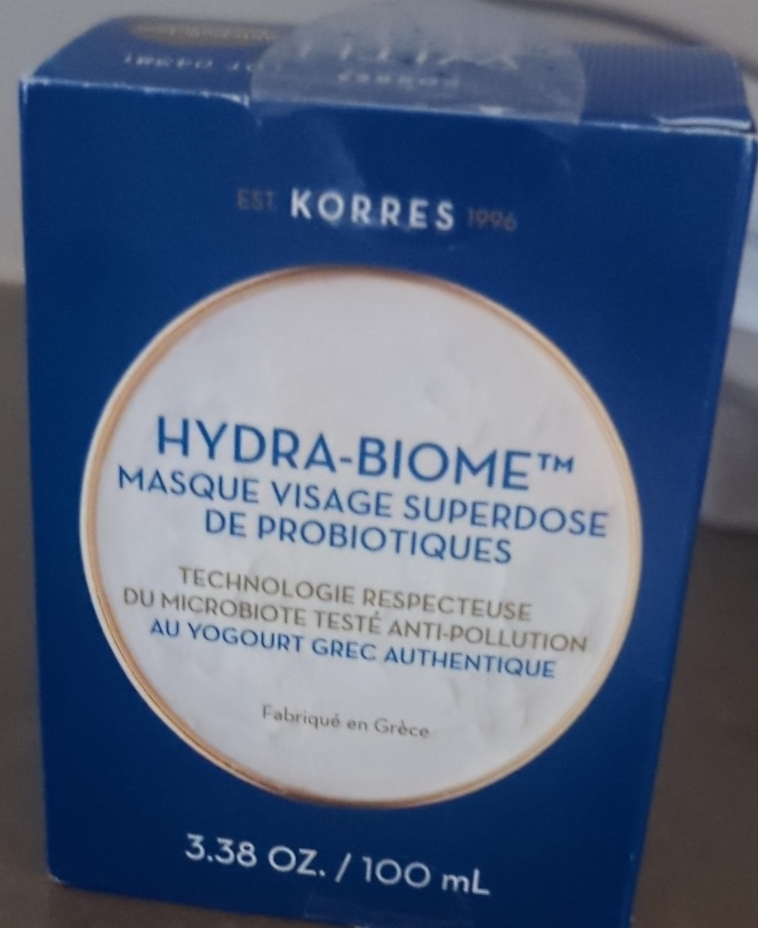 EST. KORRES 1996
HYDRA-BIOME™
MASQUE VISAGE SUPERDOSE
DE PROBIOTIQUES
TECHNOLOGIE RESPECTEUSE
DU MICROBIOTE TESTÉ ANTI-POLLUTION
AU YOGOURT GREC AUTHENTIQUE
Fabriqué en Grèce
3.38 OZ. / 100 mL